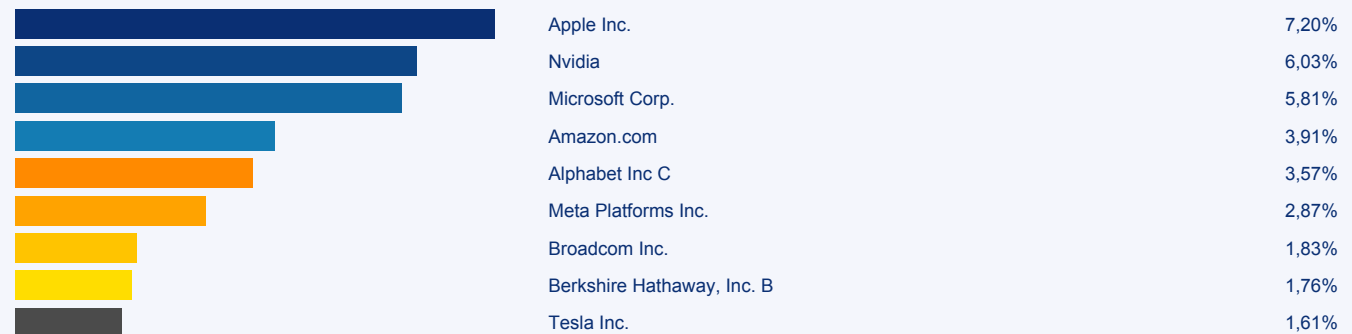 Apple Inc. 7,20%
Nvidia 6,03%
Microsoft Corp. 5,81%
Amazon.com 3,91%
Alphabet Inc C 3,57%
Meta Platforms Inc. 2,87%
Broadcom Inc. 1,83%
Berkshire Hathaway, Inc. B 1,76%
Tesla Inc. 1,61%